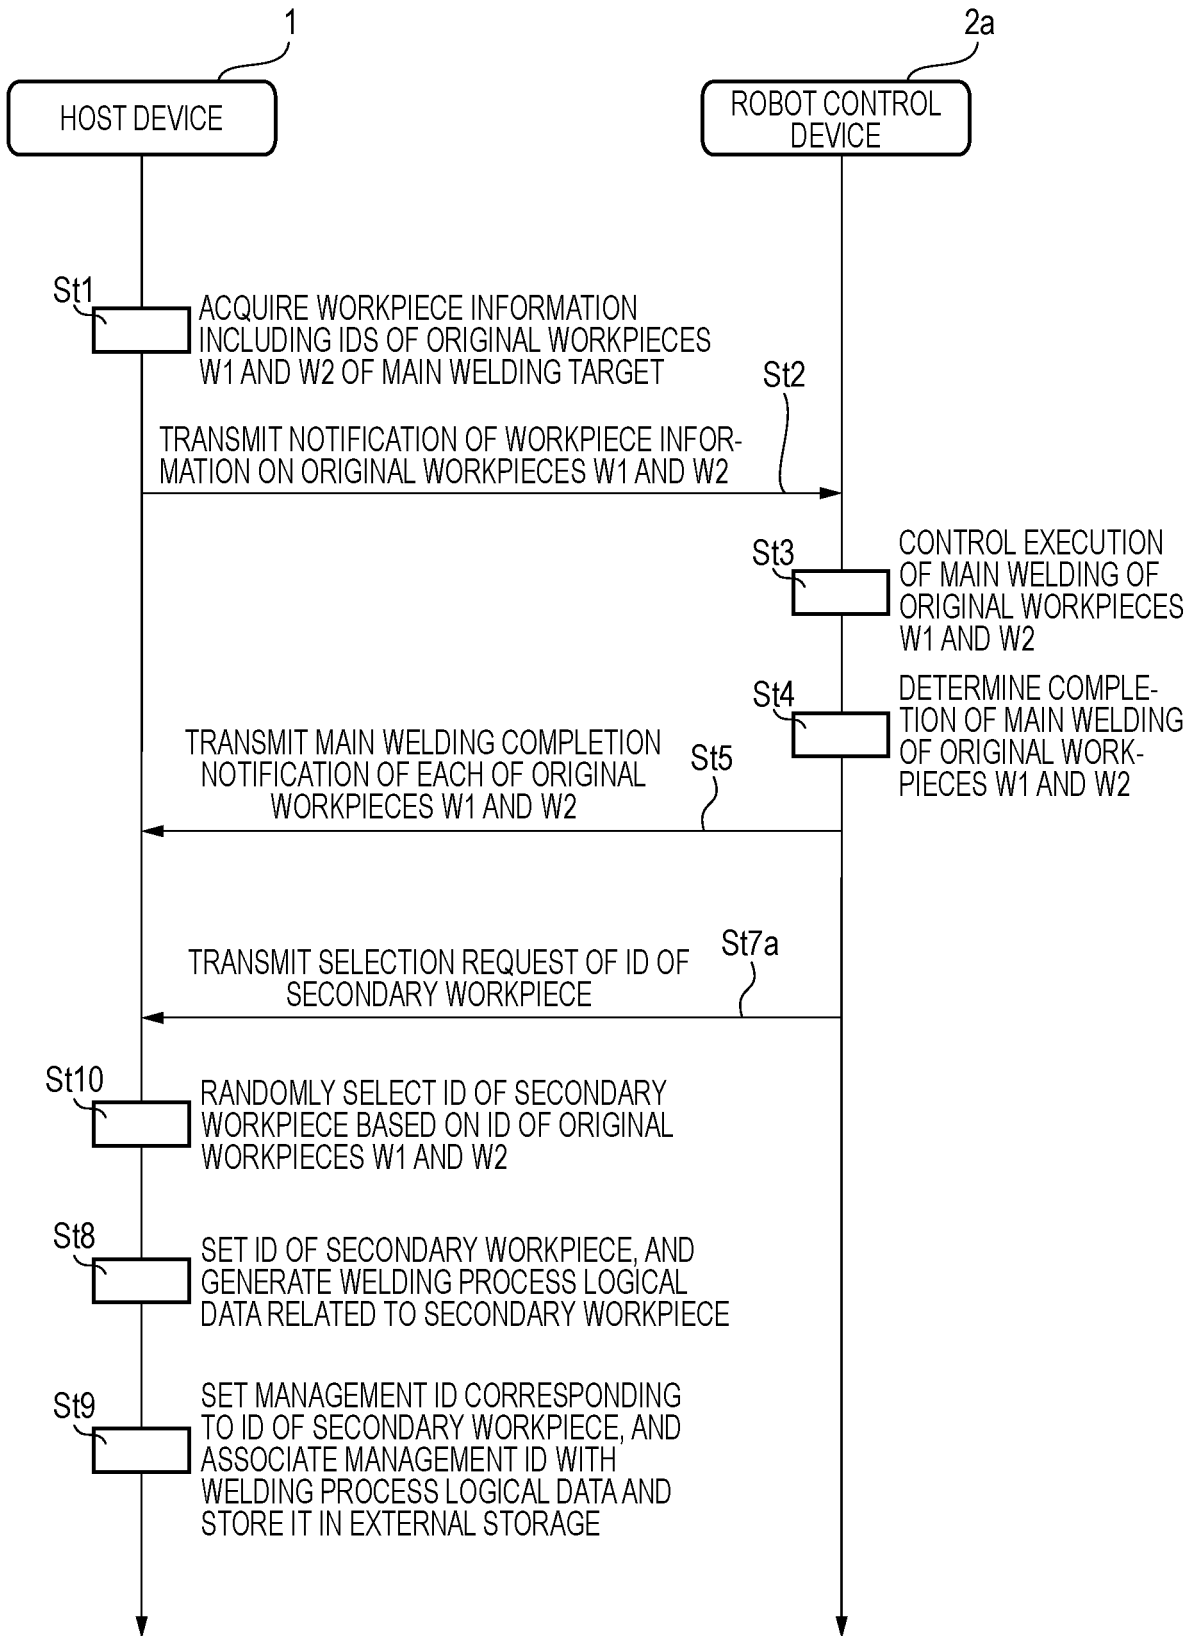 1
2a
HOST DEVICE
ROBOT CONTROL
DEVICE
St1
ACQUIRE WORKPIECE INFORMATION
INCLUDING IDS OF ORIGINAL WORKPIECES
W1 AND W2 OF MAIN WELDING TARGET
St2
TRANSMIT NOTIFICATION OF WORKPIECE INFOR-
MATION ON ORIGINAL WORKPIECES W1 AND W2
St3
CONTROL EXECUTION
OF MAIN WELDING OF
ORIGINAL WORKPIECES
W1 AND W2
St4
DETERMINE COMPLE-
TION OF MAIN WELDING
OF ORIGINAL WORK-
PIECES W1 AND W2
TRANSMIT MAIN WELDING COMPLETION
NOTIFICATION OF EACH OF ORIGINAL
WORKPIECES W1 AND W2
St5
St7a
TRANSMIT SELECTION REQUEST OF ID OF
SECONDARY WORKPIECE
St10
RANDOMLY SELECT ID OF SECONDARY
WORKPIECE BASED ON ID OF ORIGINAL
WORKPIECES W1 AND W2
St8
SET ID OF SECONDARY WORKPIECE, AND
GENERATE WELDING PROCESS LOGICAL
DATA RELATED TO SECONDARY WORKPIECE
St9
SET MANAGEMENT ID CORRESPONDING
TO ID OF SECONDARY WORKPIECE, AND
ASSOCIATE MANAGEMENT ID WITH
WELDING PROCESS LOGICAL DATA AND
STORE IT IN EXTERNAL STORAGE